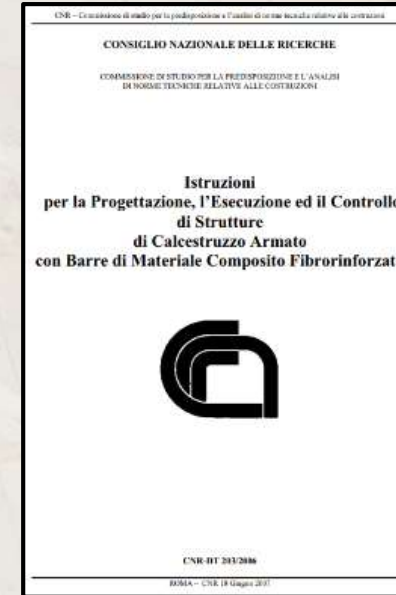 CNR – Commissione di studio per la predisposizione e l'analisi di norme tecniche relative alle costruzioni
CONSIGLIO NAZIONALE DELLE RICERCHE
COMMISSIONE DI STUDIO PER LA PREDISPOSIZIONE E L'ANALISI
DI NORME TECNICHE RELATIVE ALLE COSTRUZIONI
Istruzioni
per la Progettazione, l'Esecuzione ed il Controllo
di Strutture
di Calcestruzzo Armato
con Barre di Materiale Composito Fibrorinforzat
CNR-DT 203/2006
ROMA – CNR 18 Giugno 2007